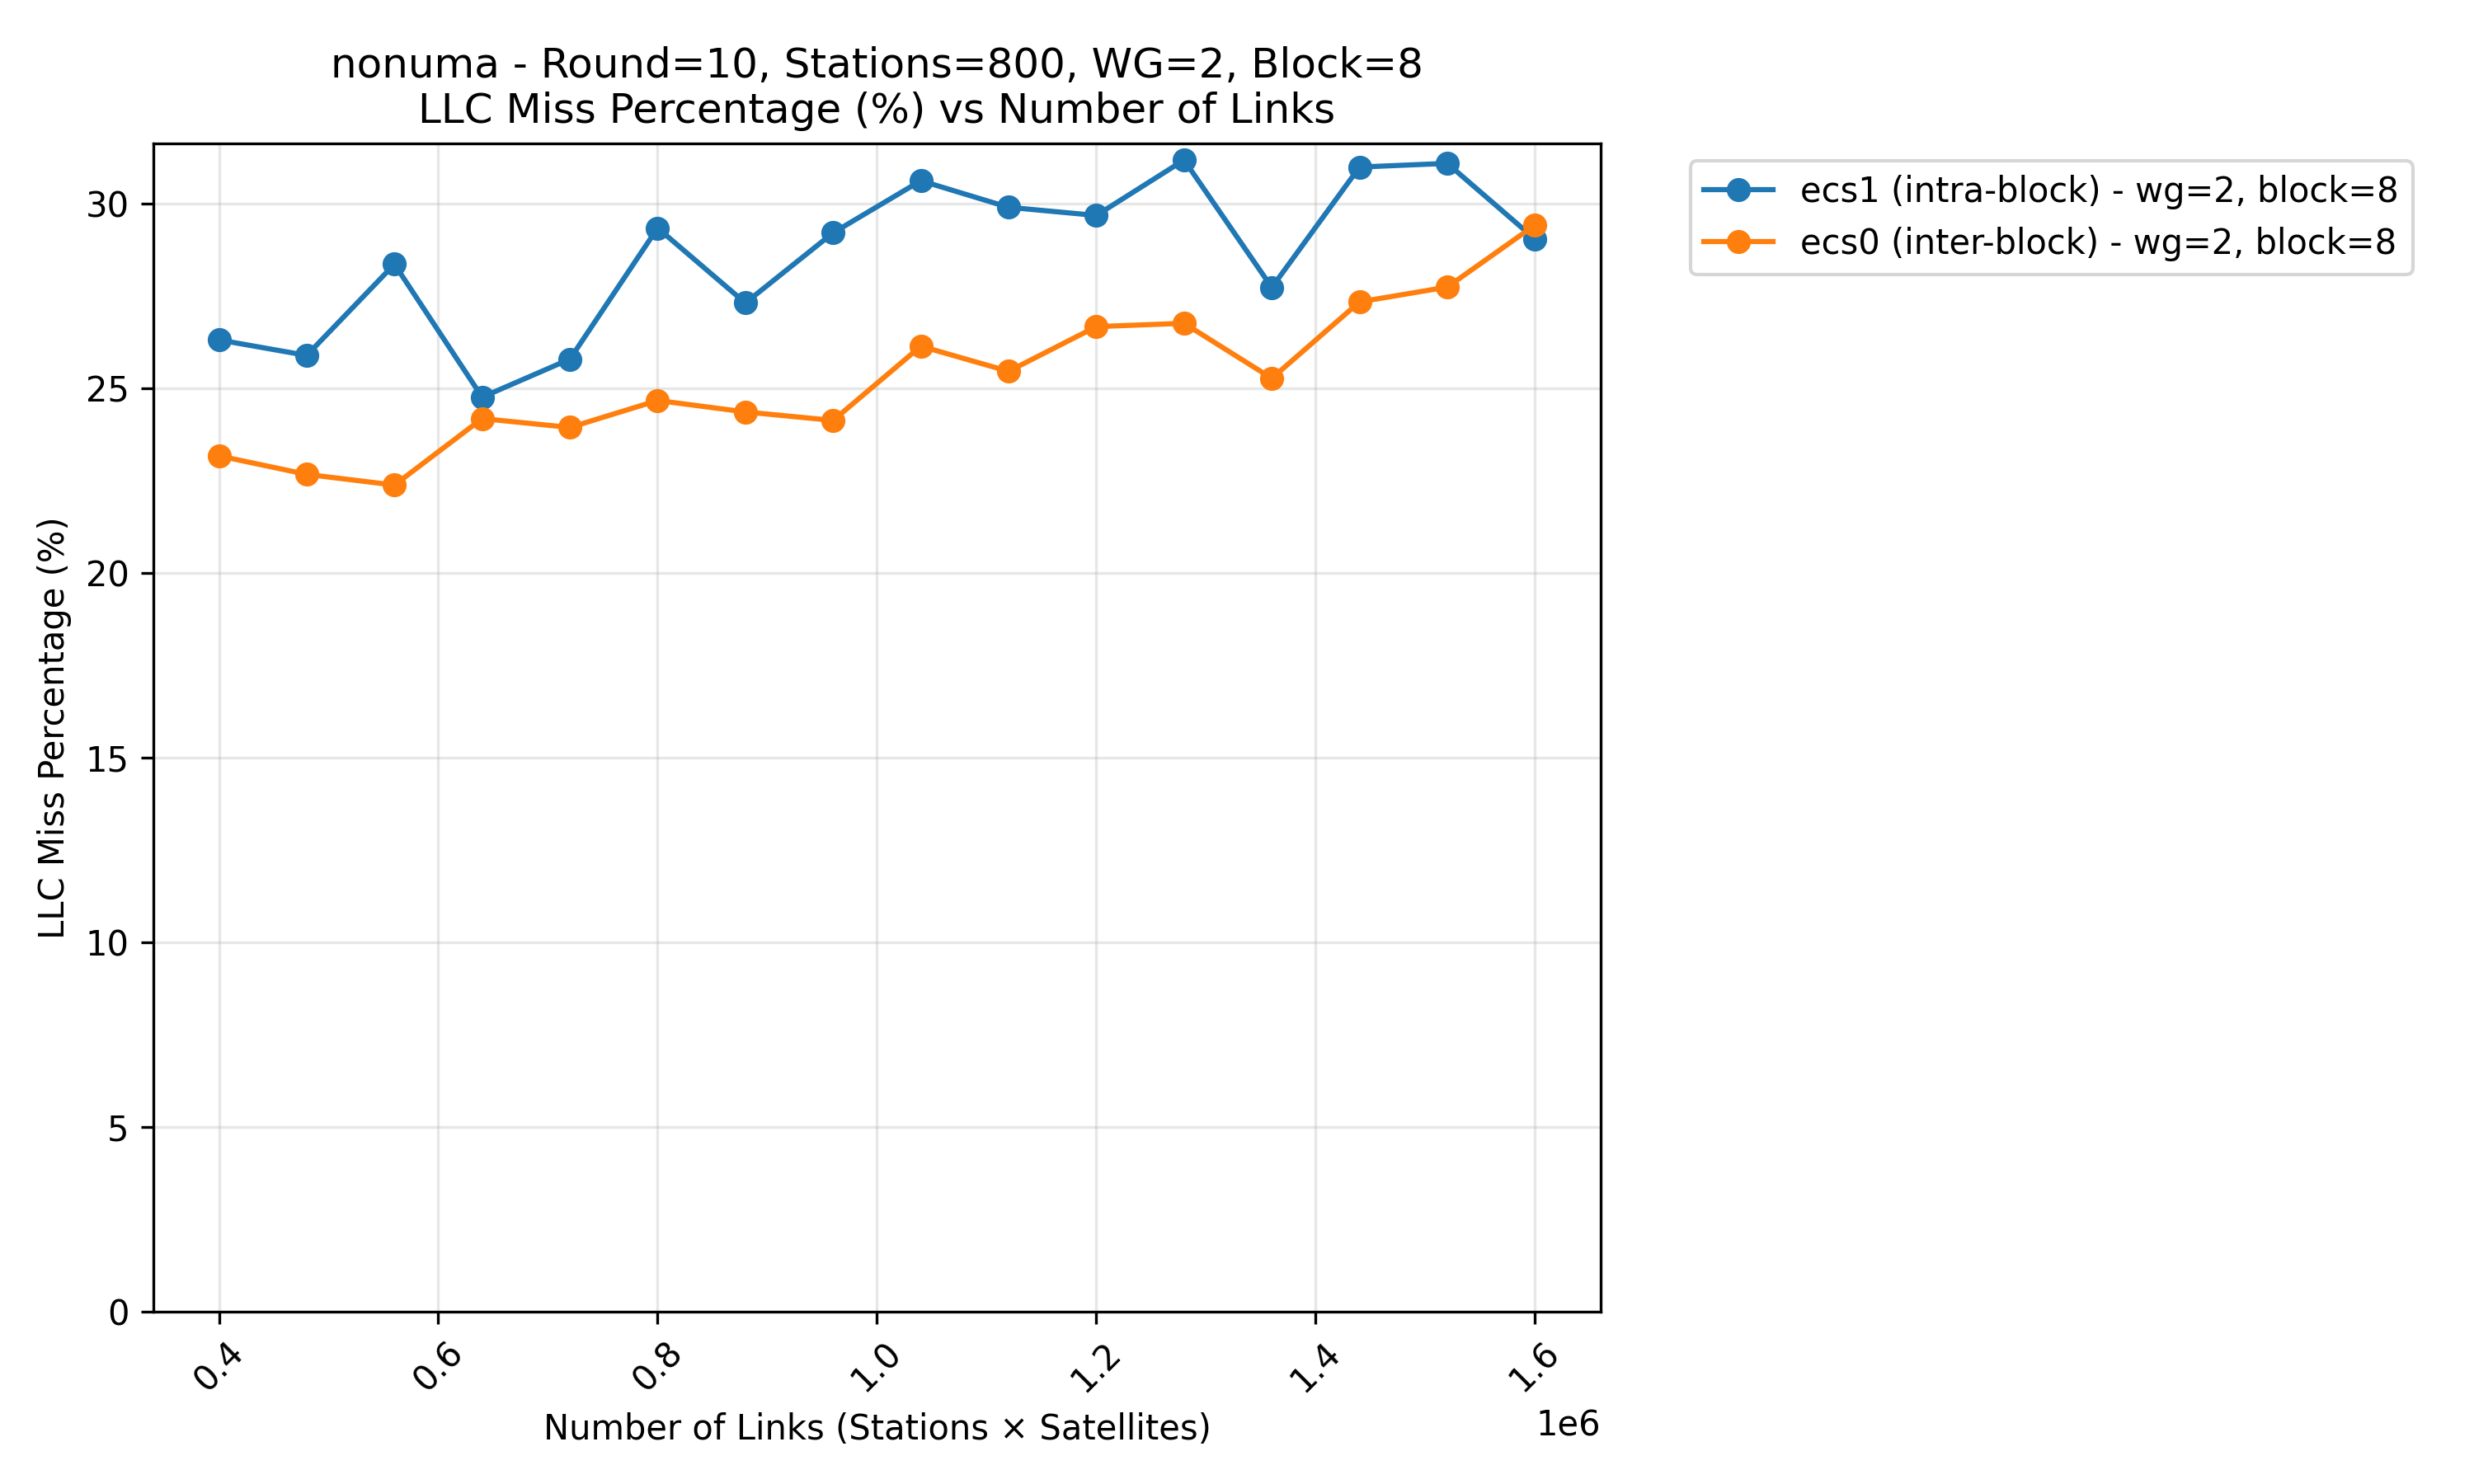 nonuma - Round=10, Stations=800, WG=2, Block=8
LLC Miss Percentage (%) vs Number of Links
ecs1 (intra-block) - wg=2, block=8
ecs0 (inter-block) - wg=2, block=8
LLC Miss Percentage (%)
30
25
20
15
10
5
0
0.4
0.6
0.8
1.0
1.2
1.4
1.6
1e6
Number of Links (Stations × Satellites)